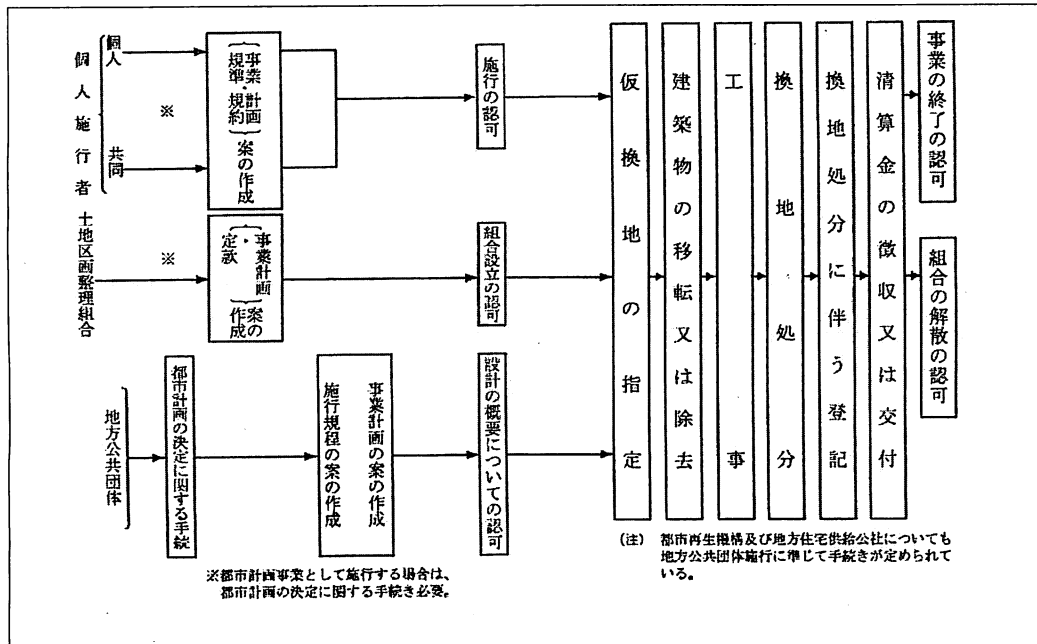 個人施行者
個人
※
共同
事業計画
規準・規約
案の作成
施行の認可
土地区画整理組合
※
事業計画・
定款
案の
作成
組合設立の認可
地方公共団体
都市計画の決定に関する手続
事業計画の案の作成
施行規程の案の作成
設計の概要についての認可
仮換地の指定
建築物の移転又は除去
工事
換地処分
換地処分に伴う登記
清算金の徴収又は交付
事業の終了の認可
組合の解散の認可
(注) 都市再生機構及び地方住宅供給公社についても
地方公共団体施行に準じて手続きが定められて
いる。
※都市計画事業として施行する場合は、
都市計画の決定に関する手続き必要。